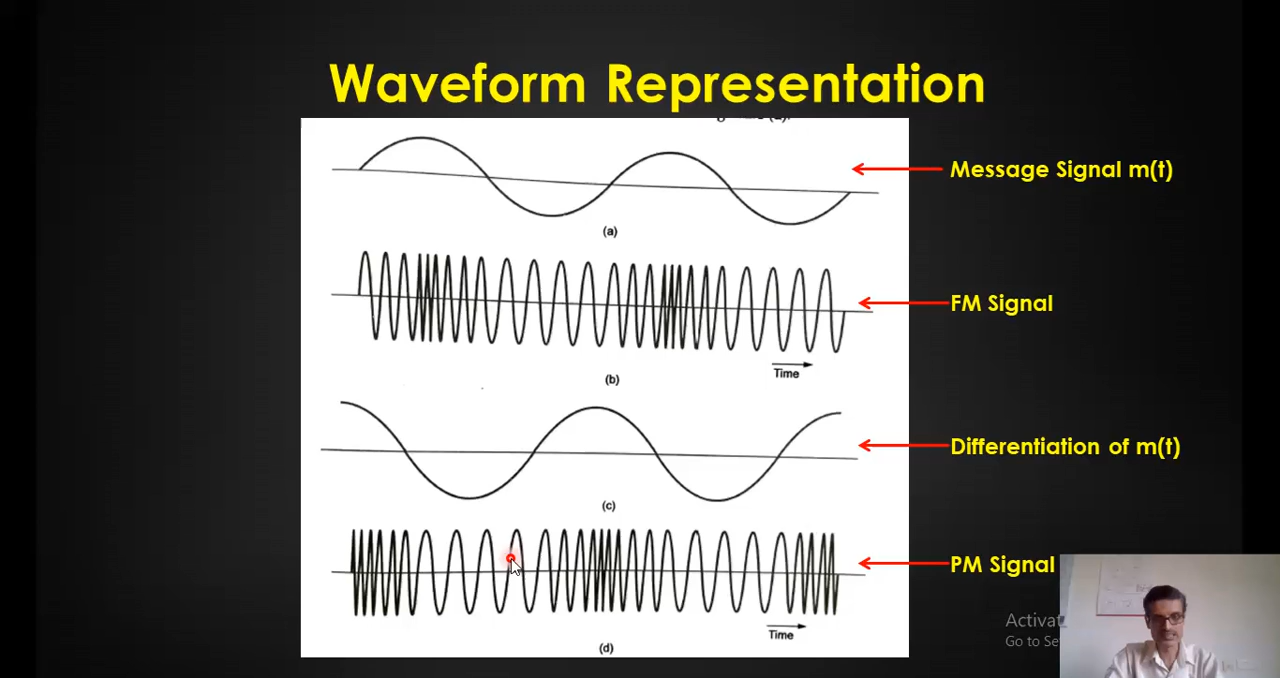 Waveform Representation
Message Signal m(t)
(a)
FM Signal
Time
(b)
Differentiation of m(t)
(c)
PM Signal
Time
(d)
Activat
Go to Se